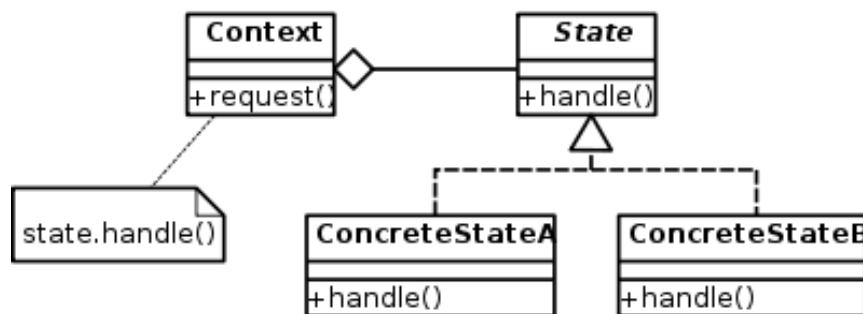 Context
State
+request()
+handle()
state.handle()
ConcreteStateA
ConcreteStateB
+handle()
+handle()